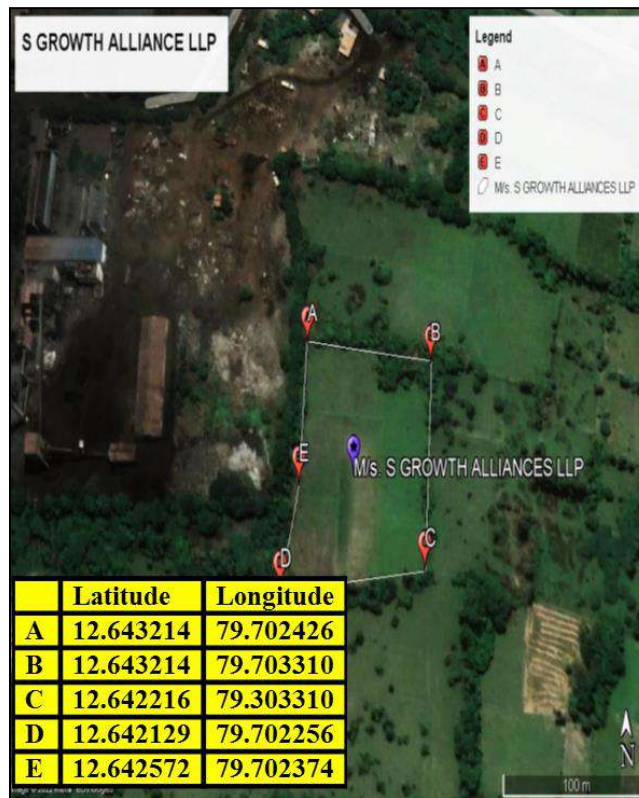 S GROWTH ALLIANCE LLP
Legend
A A
B B
C C
D D
E E
M/s. S GROWTH ALLIANCES LLP
A
B
E
M/s. S GROWTH ALLIANCES LLP
C
D
Latitude Longitude
A 12.643214 79.702426
B 12.643214 79.703310
C 12.642216 79.303310
D 12.642129 79.702256
E 12.642572 79.702374
N
100 m